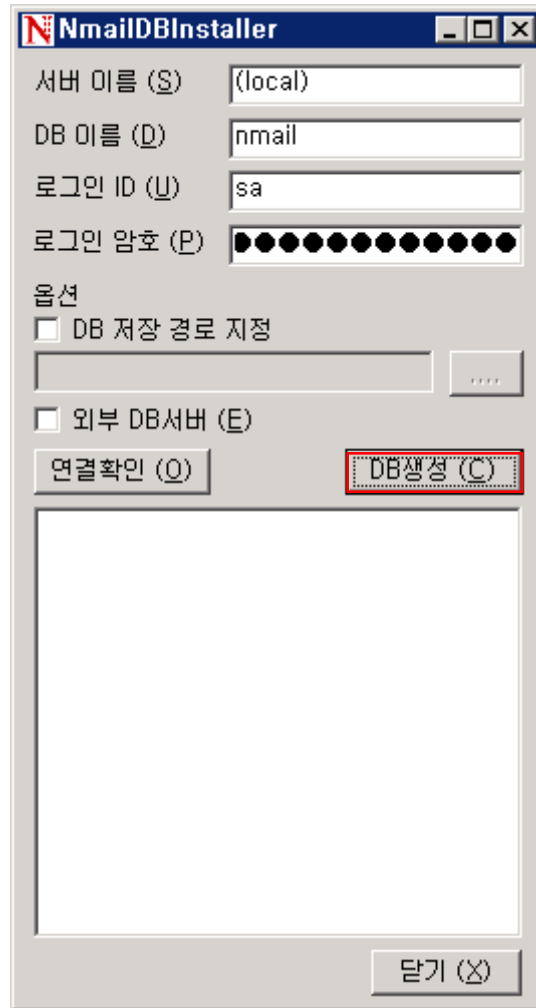 NmailDBInstaller
서버 이름 (S) (local)
DB 이름 (D) nmail
로그인 ID (U) sa
로그인 암호 (P) ●●●●●●●●●●●●
옵션
DB 저장 경로 지정
....
외부 DB서버 (E)
연결확인 (O) DB생성 (C)
닫기 (X)